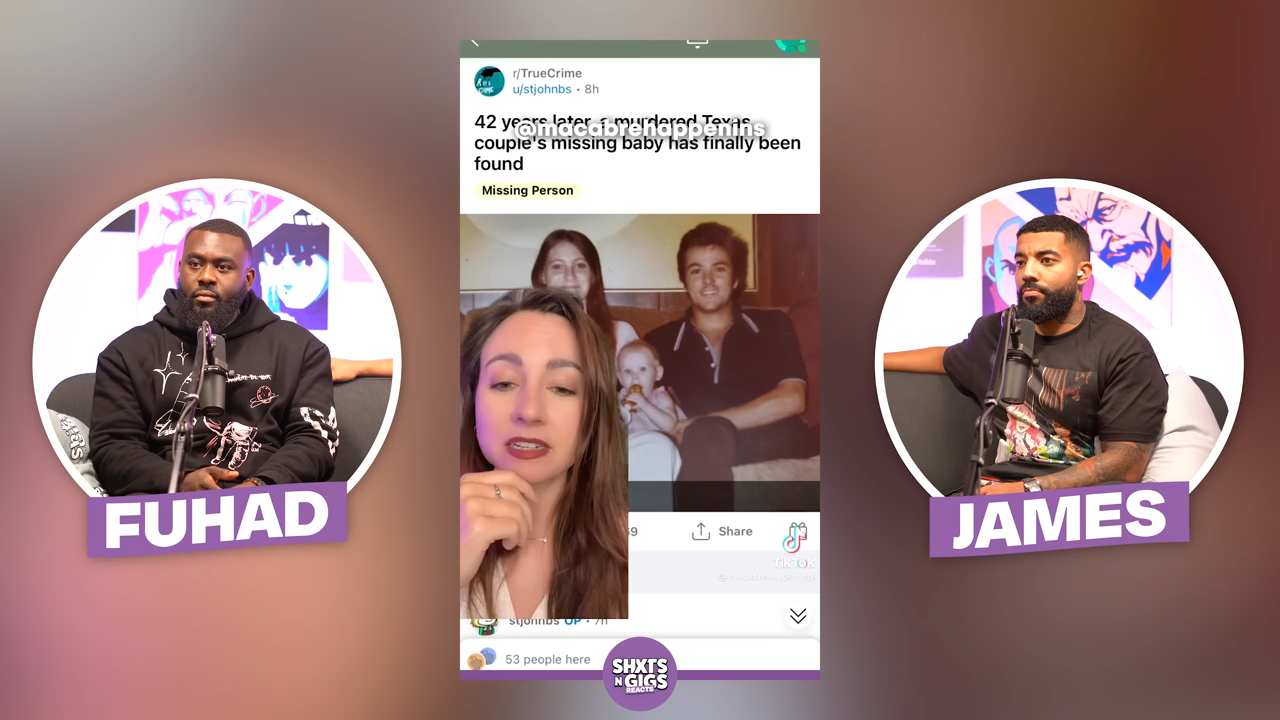 r/TrueCrime
u/stjohnbs • 8h
42 years later, a murdered Texas
@macabrehappenins
couple's missing baby has finally been
found
Missing Person
Share
TikTok
stjohnbs OP • 7h
53 people here
FUHAD
JAMES
SHXTS
N GIGS
REACTS